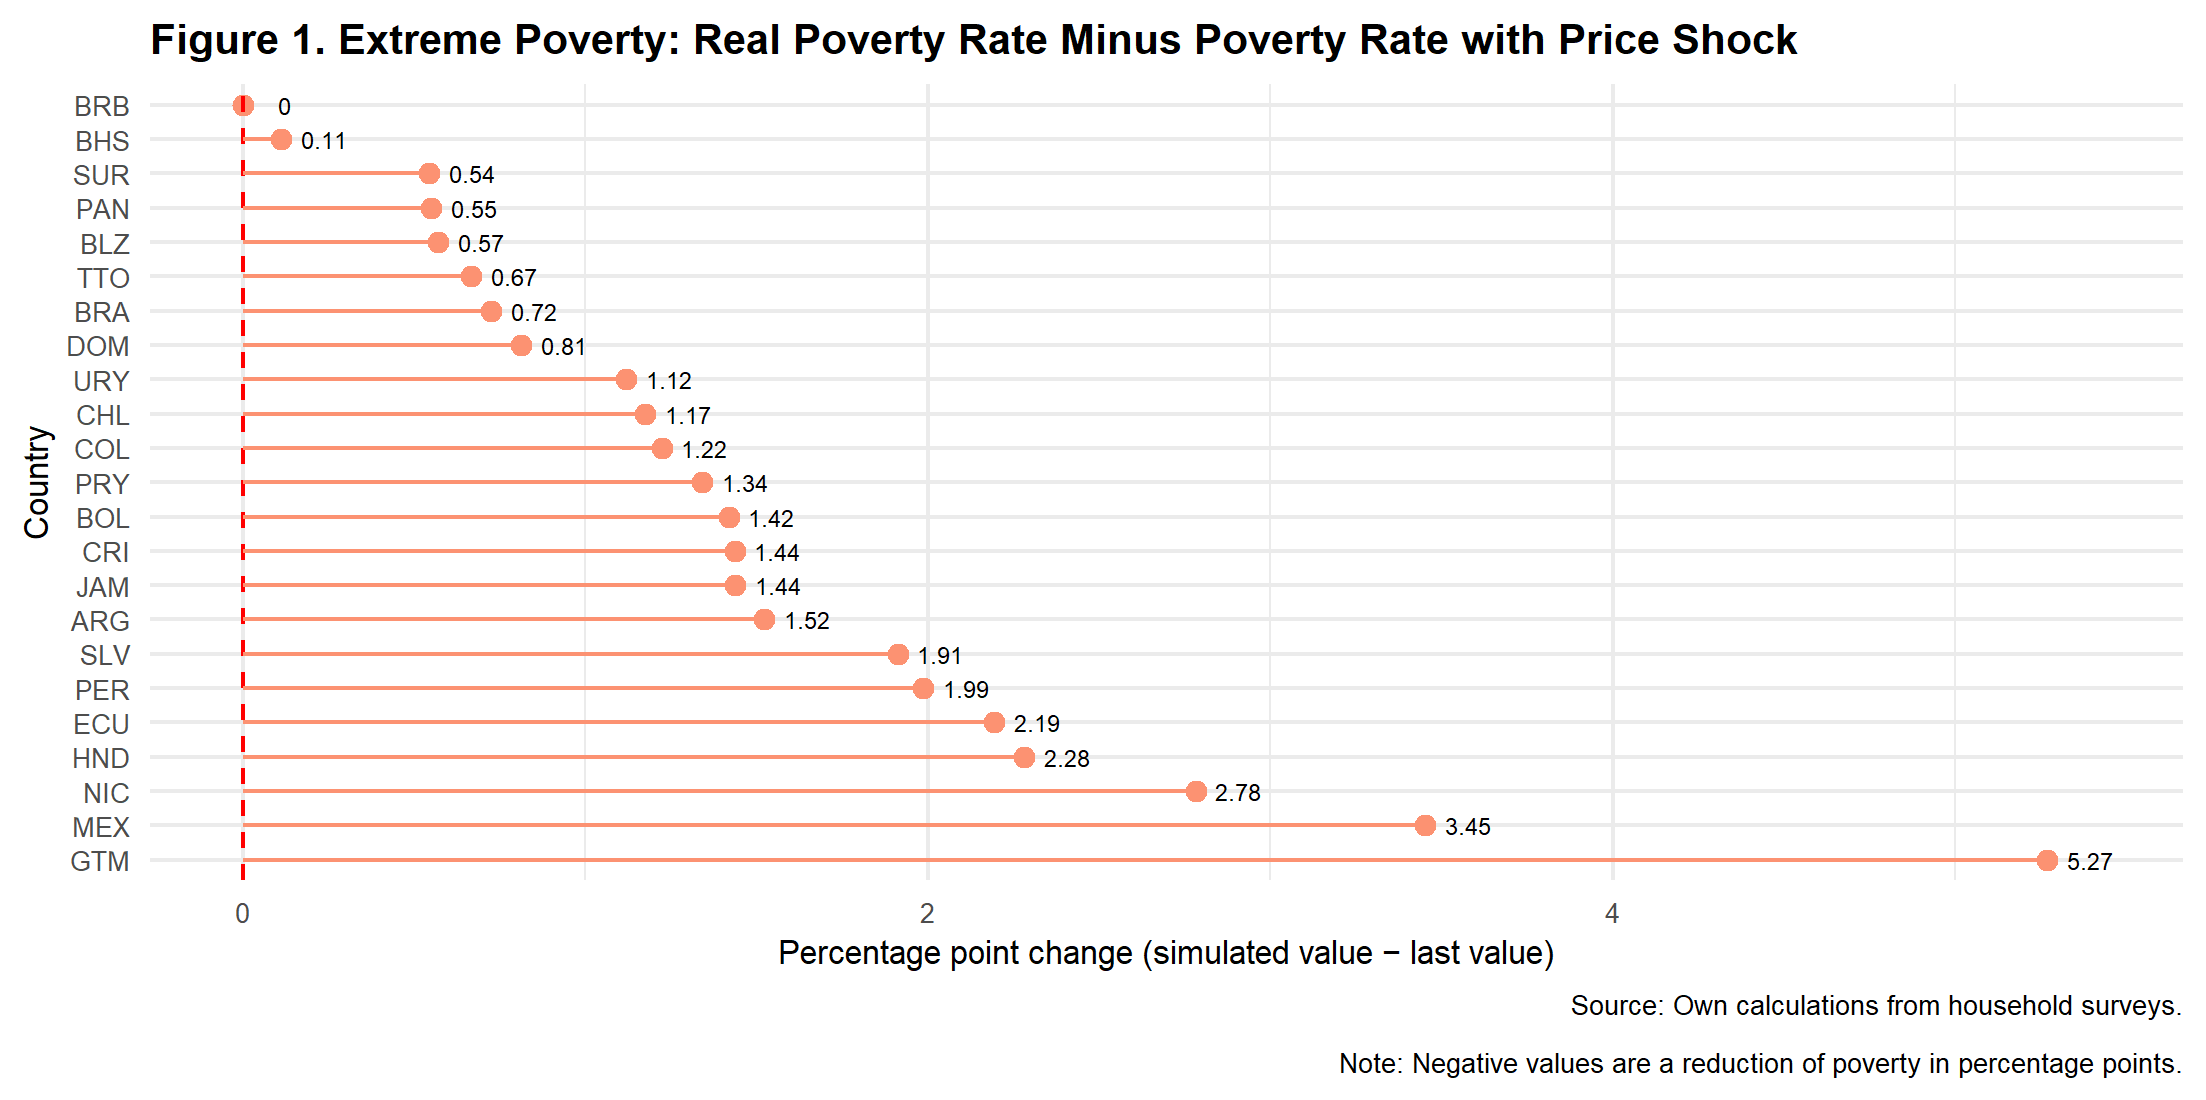 Figure 1. Extreme Poverty: Real Poverty Rate Minus Poverty Rate with Price Shock
Country
BRB 0
BHS 0.11
SUR 0.54
PAN 0.55
BLZ 0.57
TTO 0.67
BRA 0.72
DOM 0.81
URY 1.12
CHL 1.17
COL 1.22
PRY 1.34
BOL 1.42
CRI 1.44
JAM 1.44
ARG 1.52
SLV 1.91
PER 1.99
ECU 2.19
HND 2.28
NIC 2.78
MEX 3.45
GTM 5.27
0 2 4
Percentage point change (simulated value − last value)
Source: Own calculations from household surveys.
Note: Negative values are a reduction of poverty in percentage points.